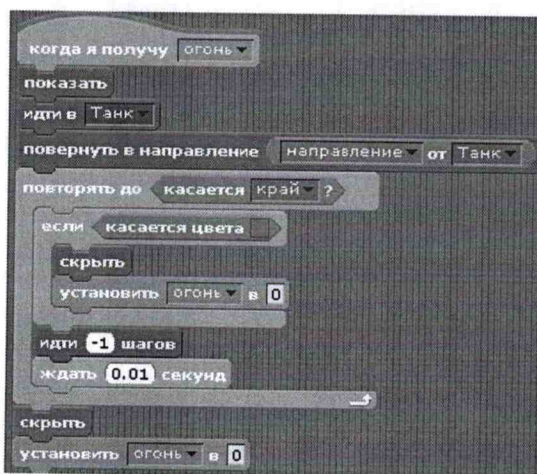 когда я получу огонь
показать
идти в Танк
повернуть в направление направление от Танк
повторять до касается край ?
если касается цвета
скрыть
установить огонь в 0
идти -1 шагов
ждать 0.01 секунд
скрыть
установить огонь в 0